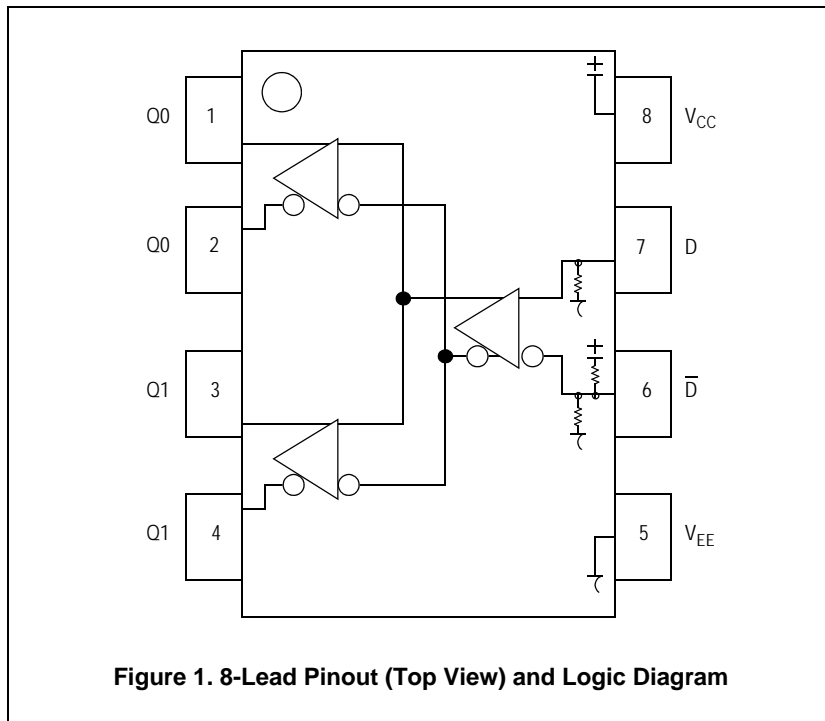 Q0 1 8 V_CC
Q0 2 7 D
Q1 3 6 D̅
Q1 4 5 V_EE
Figure 1. 8-Lead Pinout (Top View) and Logic Diagram